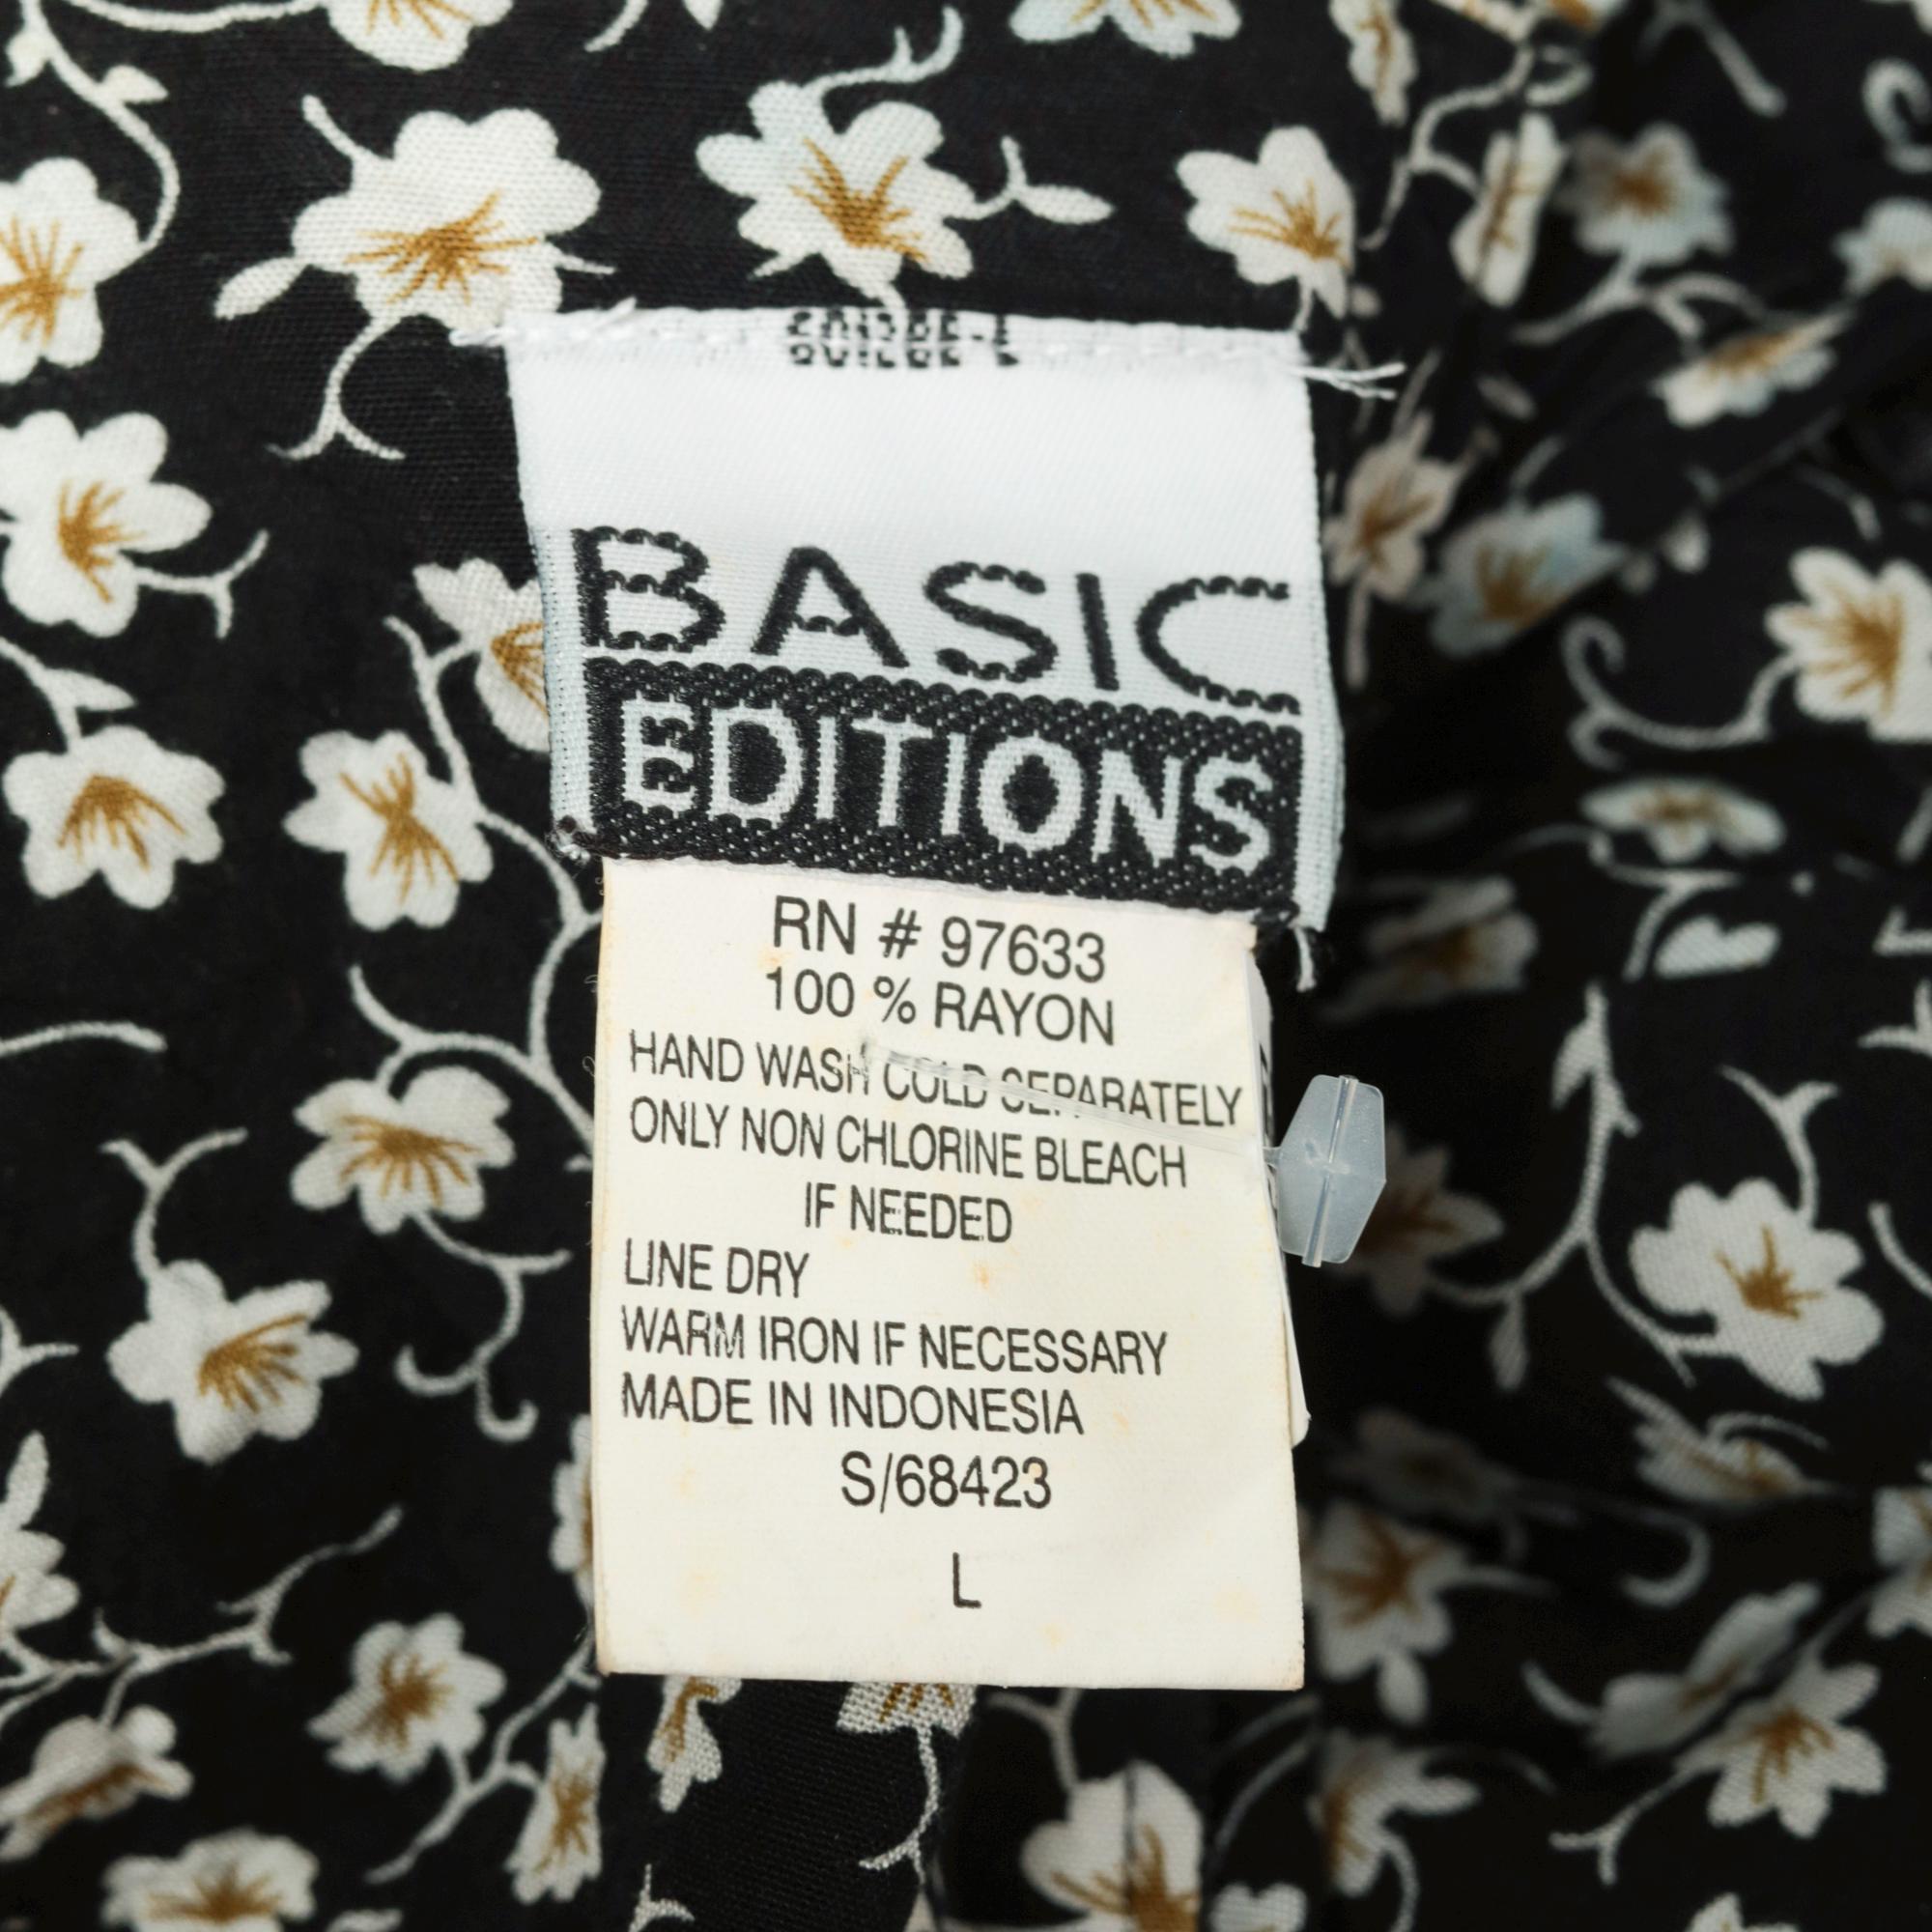 BASIC
EDITIONS
RN # 97633
100 % RAYON
HAND WASH COLD SEPARATELY
ONLY NON CHLORINE BLEACH
IF NEEDED
LINE DRY
WARM IRON IF NECESSARY
MADE IN INDONESIA
S/68423
L